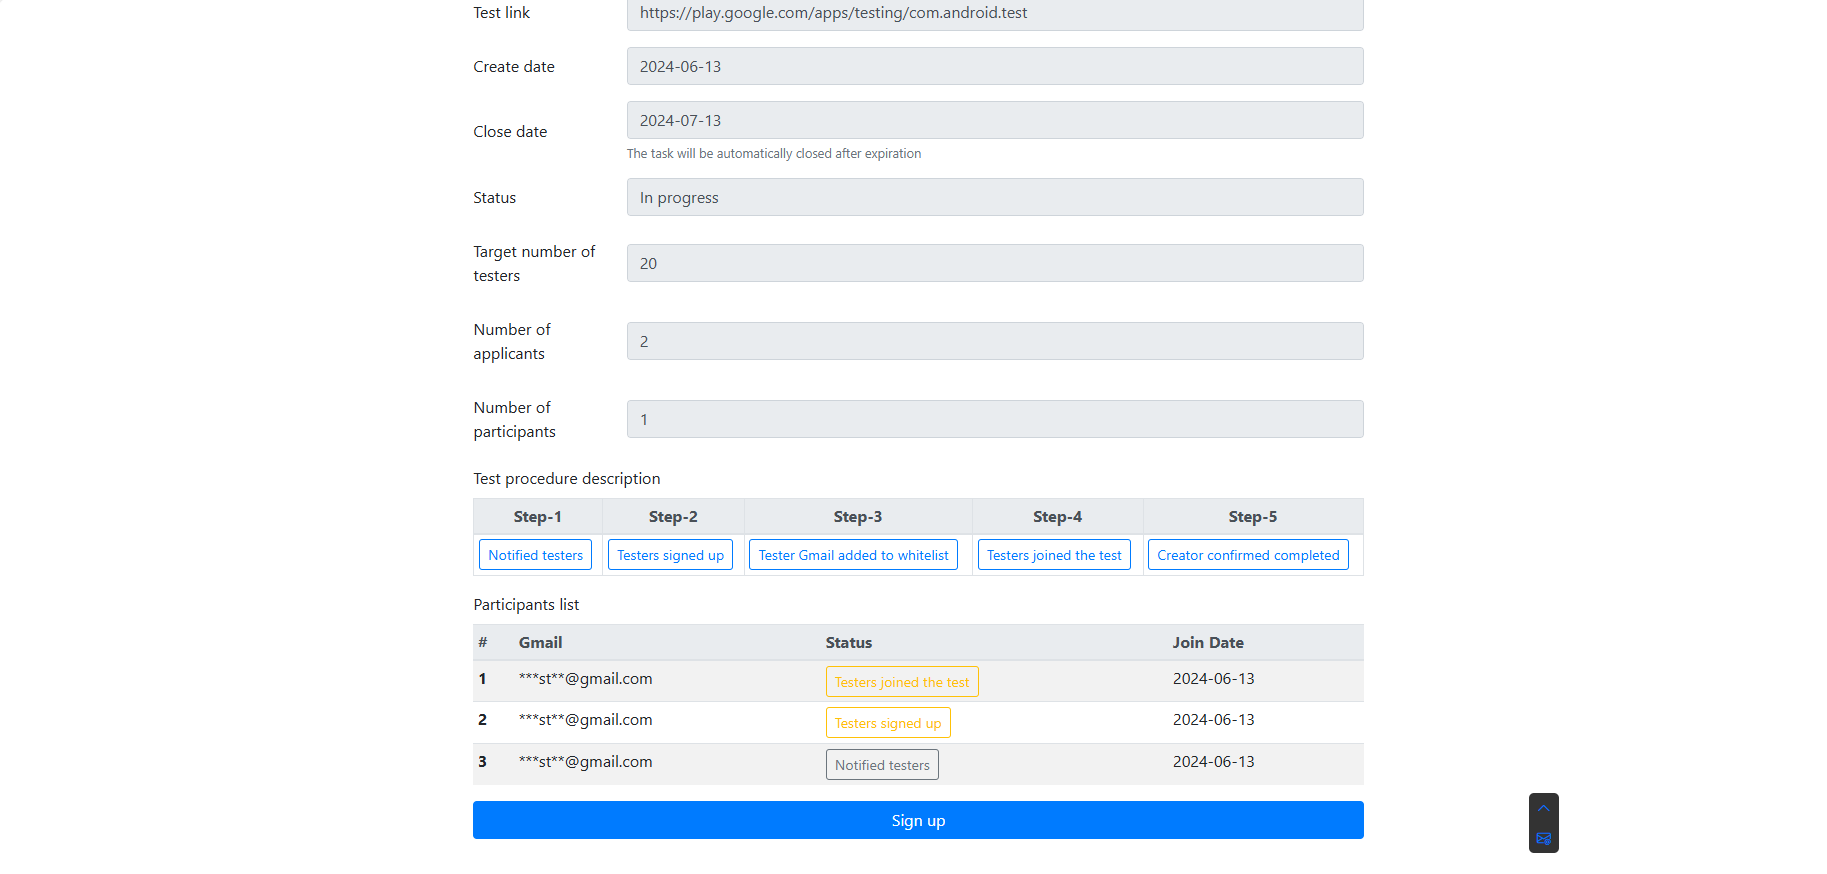 Test link https://play.google.com/apps/testing/com.android.test
Create date 2024-06-13
Close date 2024-07-13
The task will be automatically closed after expiration
Status In progress
Target number of
testers 20
Number of
applicants 2
Number of
participants 1
Test procedure description
Step-1 Step-2 Step-3 Step-4 Step-5
Notified testers Testers signed up Tester Gmail added to whitelist Testers joined the test Creator confirmed completed
Participants list
# Gmail Status Join Date
1 ***st**@gmail.com Testers joined the test 2024-06-13
2 ***st**@gmail.com Testers signed up 2024-06-13
3 ***st**@gmail.com Notified testers 2024-06-13
Sign up